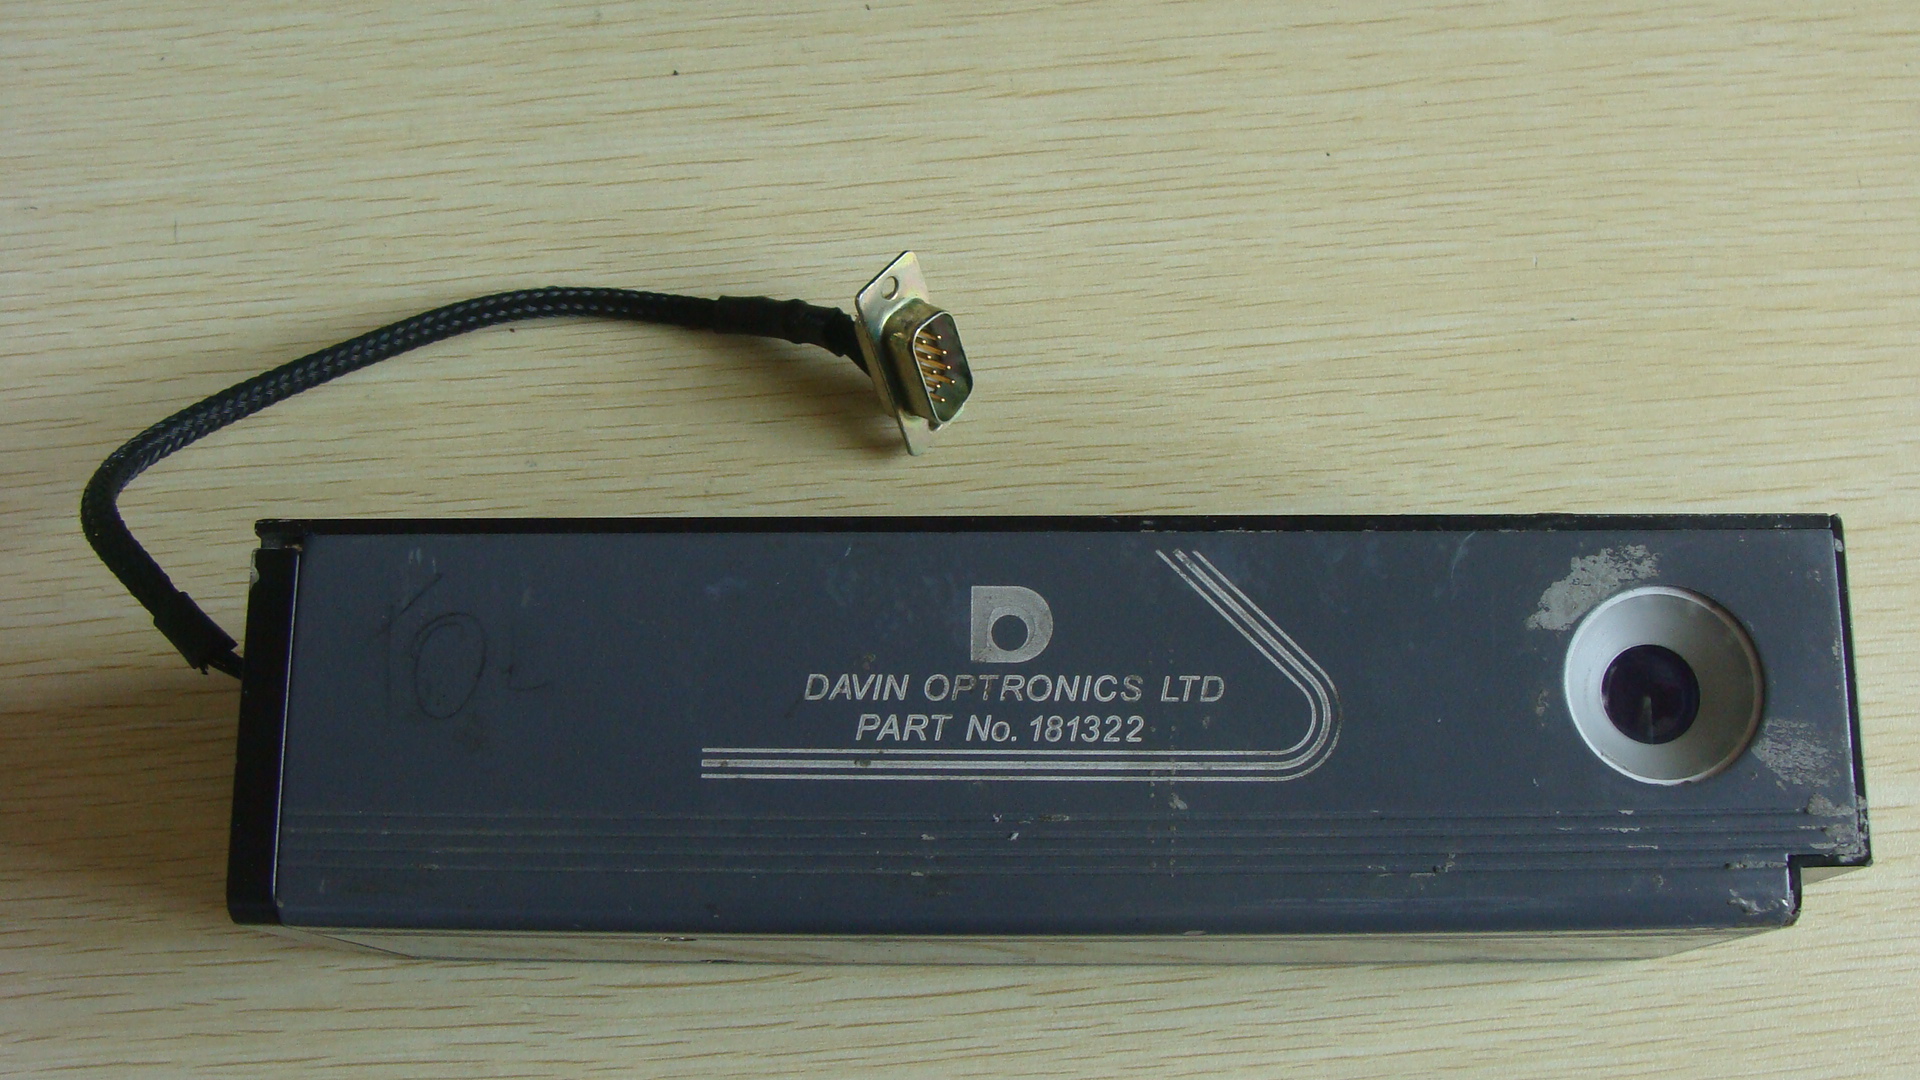 D
DAVIN OPTRONICS LTD
PART No. 181322